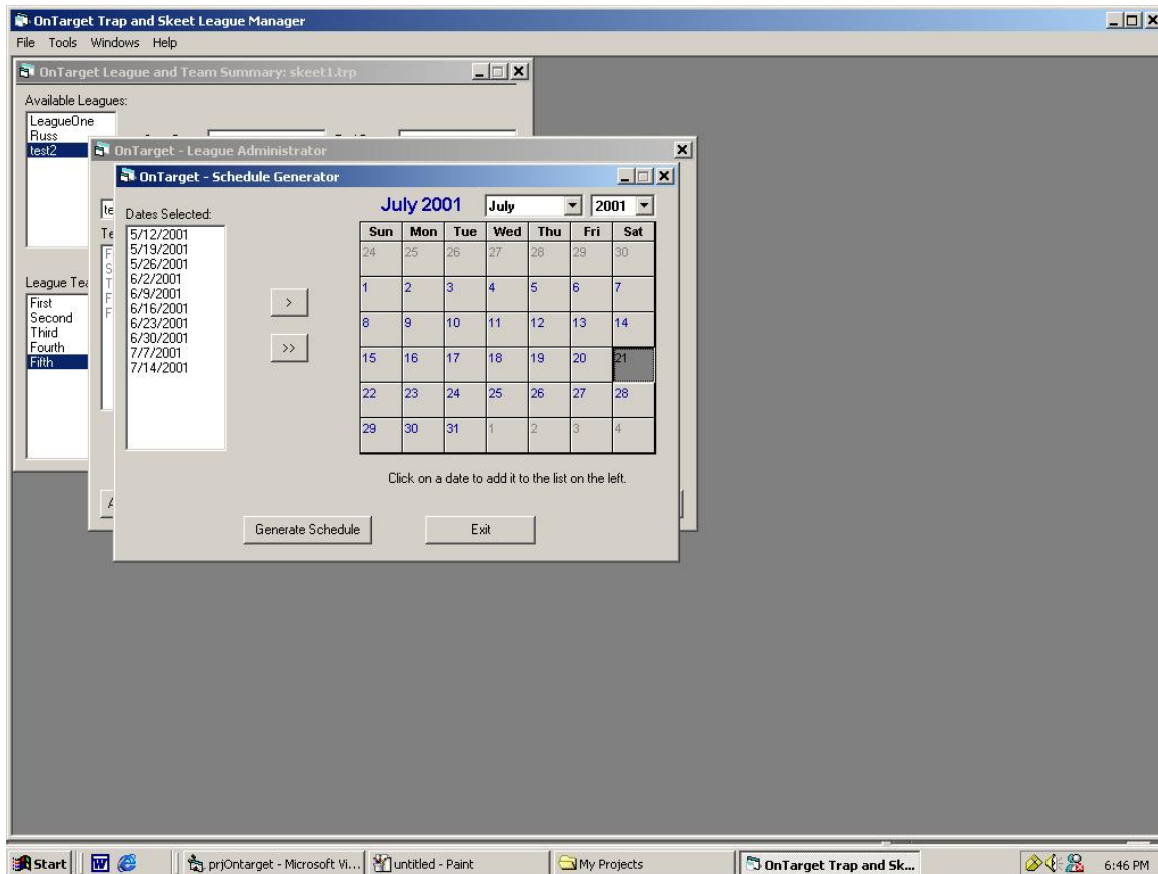 OnTarget Trap and Skeet League Manager
File Tools Windows Help
OnTarget League and Team Summary: skeet1.trp
Available Leagues:
LeagueOne
Russ
test2
OnTarget - League Administrator
OnTarget - Schedule Generator
Dates Selected:
5/12/2001
5/19/2001
5/26/2001
6/2/2001
6/9/2001
6/16/2001
6/23/2001
6/30/2001
7/7/2001
7/14/2001
>
>>
July 2001 July 2001
Sun Mon Tue Wed Thu Fri Sat
24 25 26 27 28 29 30
1 2 3 4 5 6 7
8 9 10 11 12 13 14
15 16 17 18 19 20 21
22 23 24 25 26 27 28
29 30 31 1 2 3 4
Click on a date to add it to the list on the left.
Generate Schedule Exit
te
Te
F
S
T
F
F
A
League Tea
First
Second
Third
Fourth
Fifth
Start W prjOntarget - Microsoft Vi... untitled - Paint My Projects OnTarget Trap and Sk... 6:46 PM